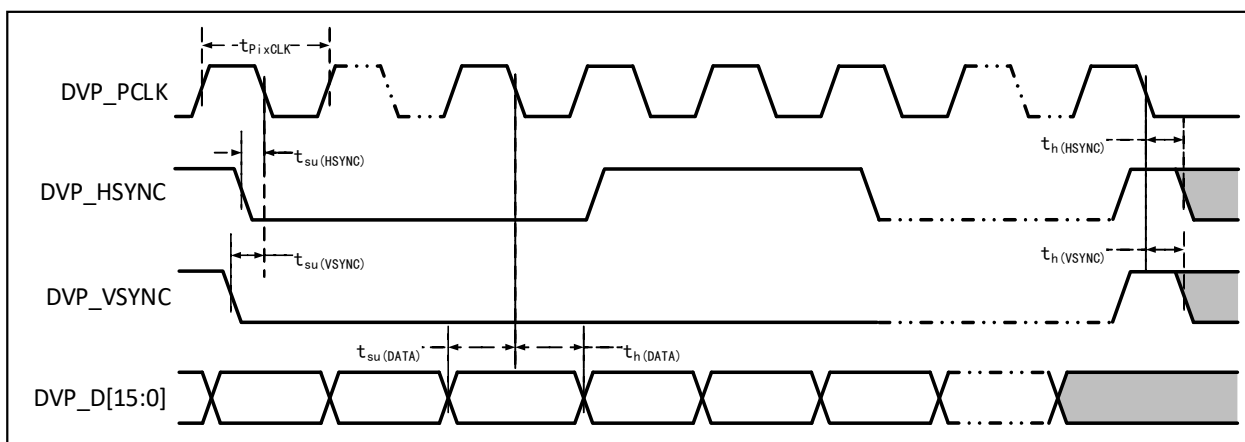 tPixCLK
DVP_PCLK
tsu(HSYNC)
th(HSYNC)
DVP_HSYNC
tsu(VSYNC)
th(VSYNC)
DVP_VSYNC
tsu(DATA)
th(DATA)
DVP_D[15:0]